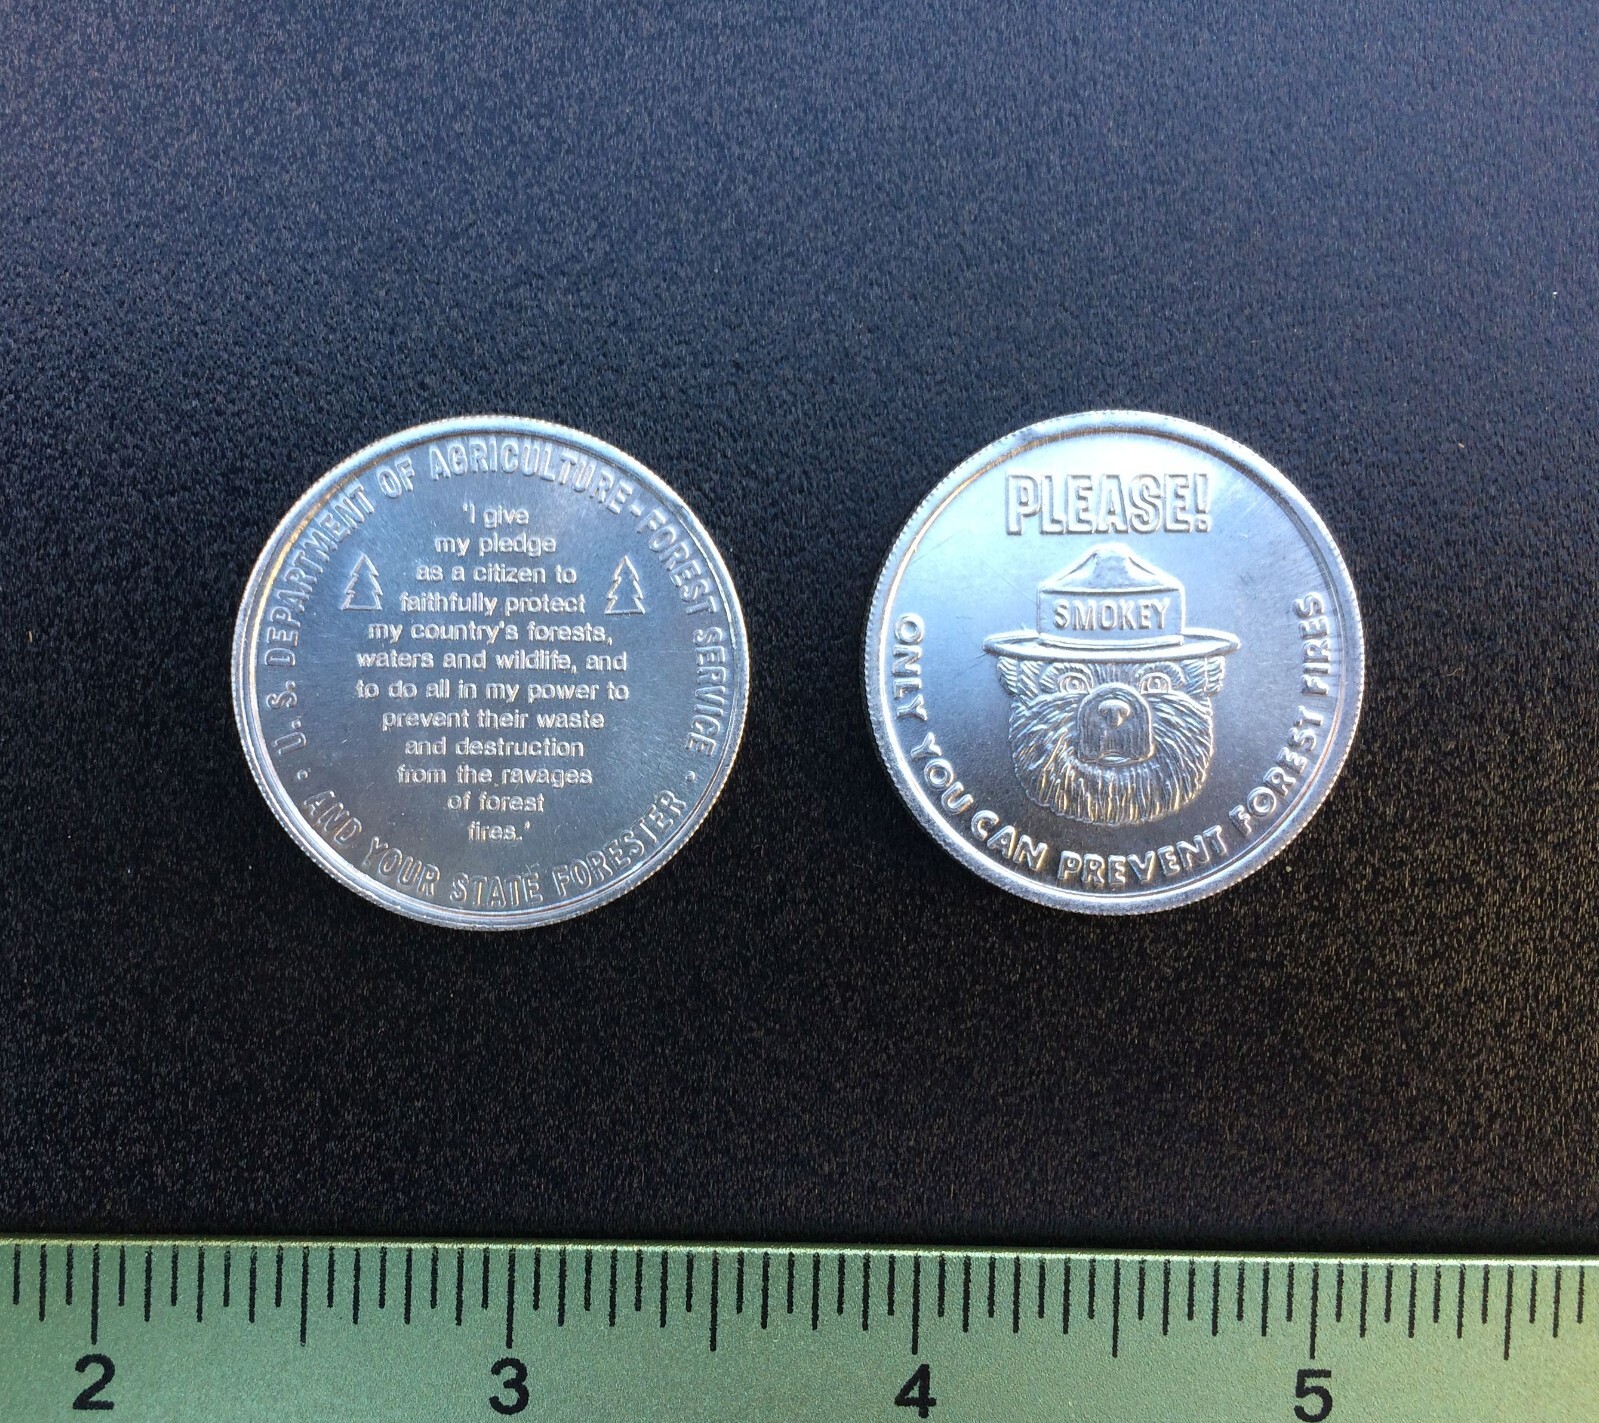 U. S. DEPARTMENT OF AGRICULTURE-FOREST SERVICE
'I give
my pledge
as a citizen to
faithfully protect
my country's forests,
waters and wildlife, and
to do all in my power to
prevent their waste
and destruction
from the ravages
of forest
fires.'
• AND YOUR STATE FORESTER •
PLEASE!
SMOKEY
ONLY YOU CAN PREVENT FOREST FIRES
2 3 4 5